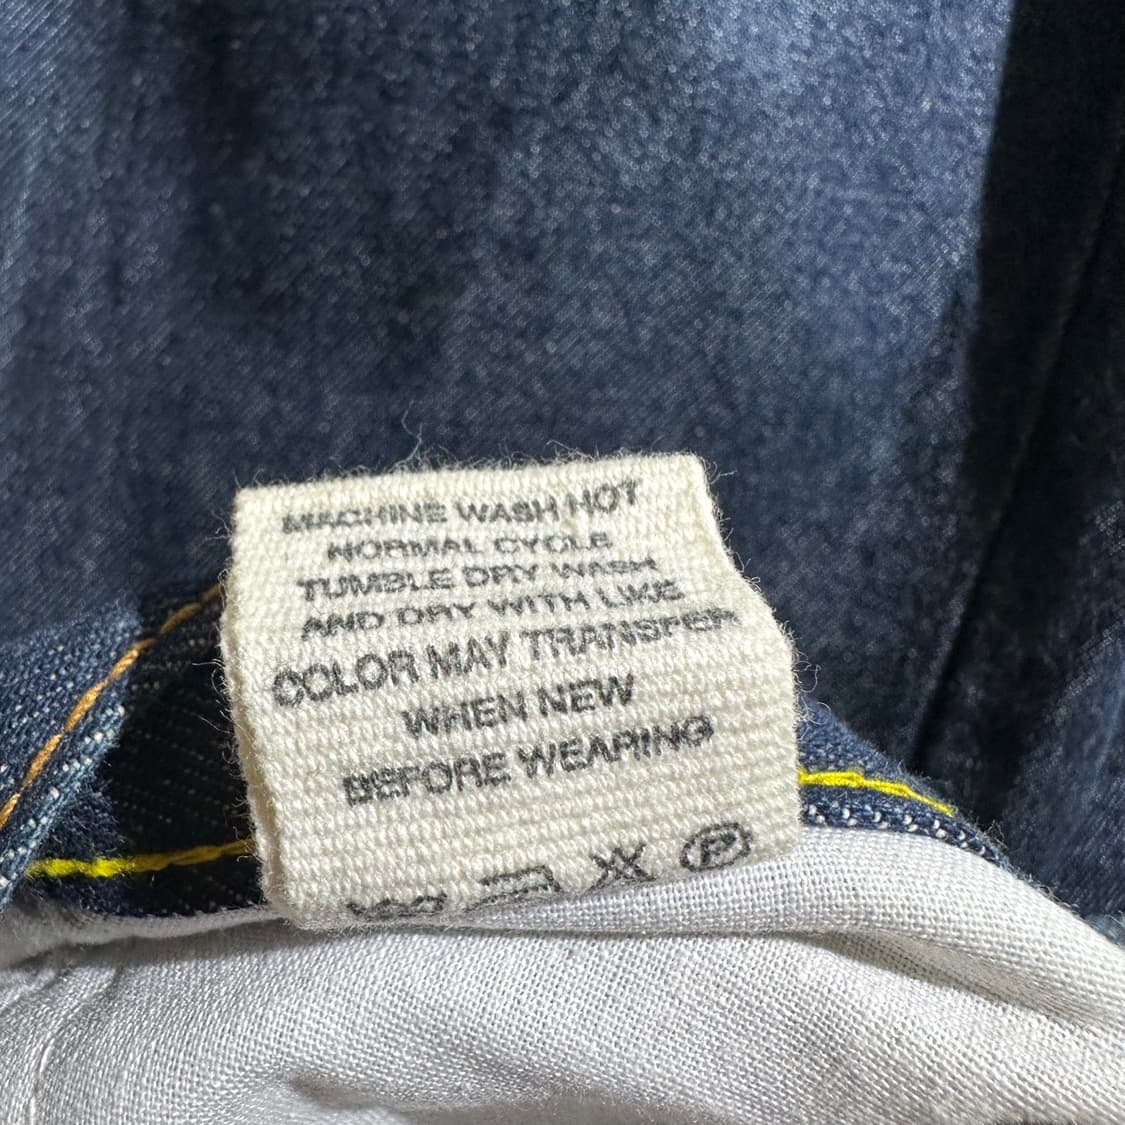 MACHINE WASH HOT
NORMAL CYCLE
TUMBLE DRY WASH
AND DRY WITH LIKE
COLOR MAY TRANSFER
WHEN NEW
BEFORE WEARING
P